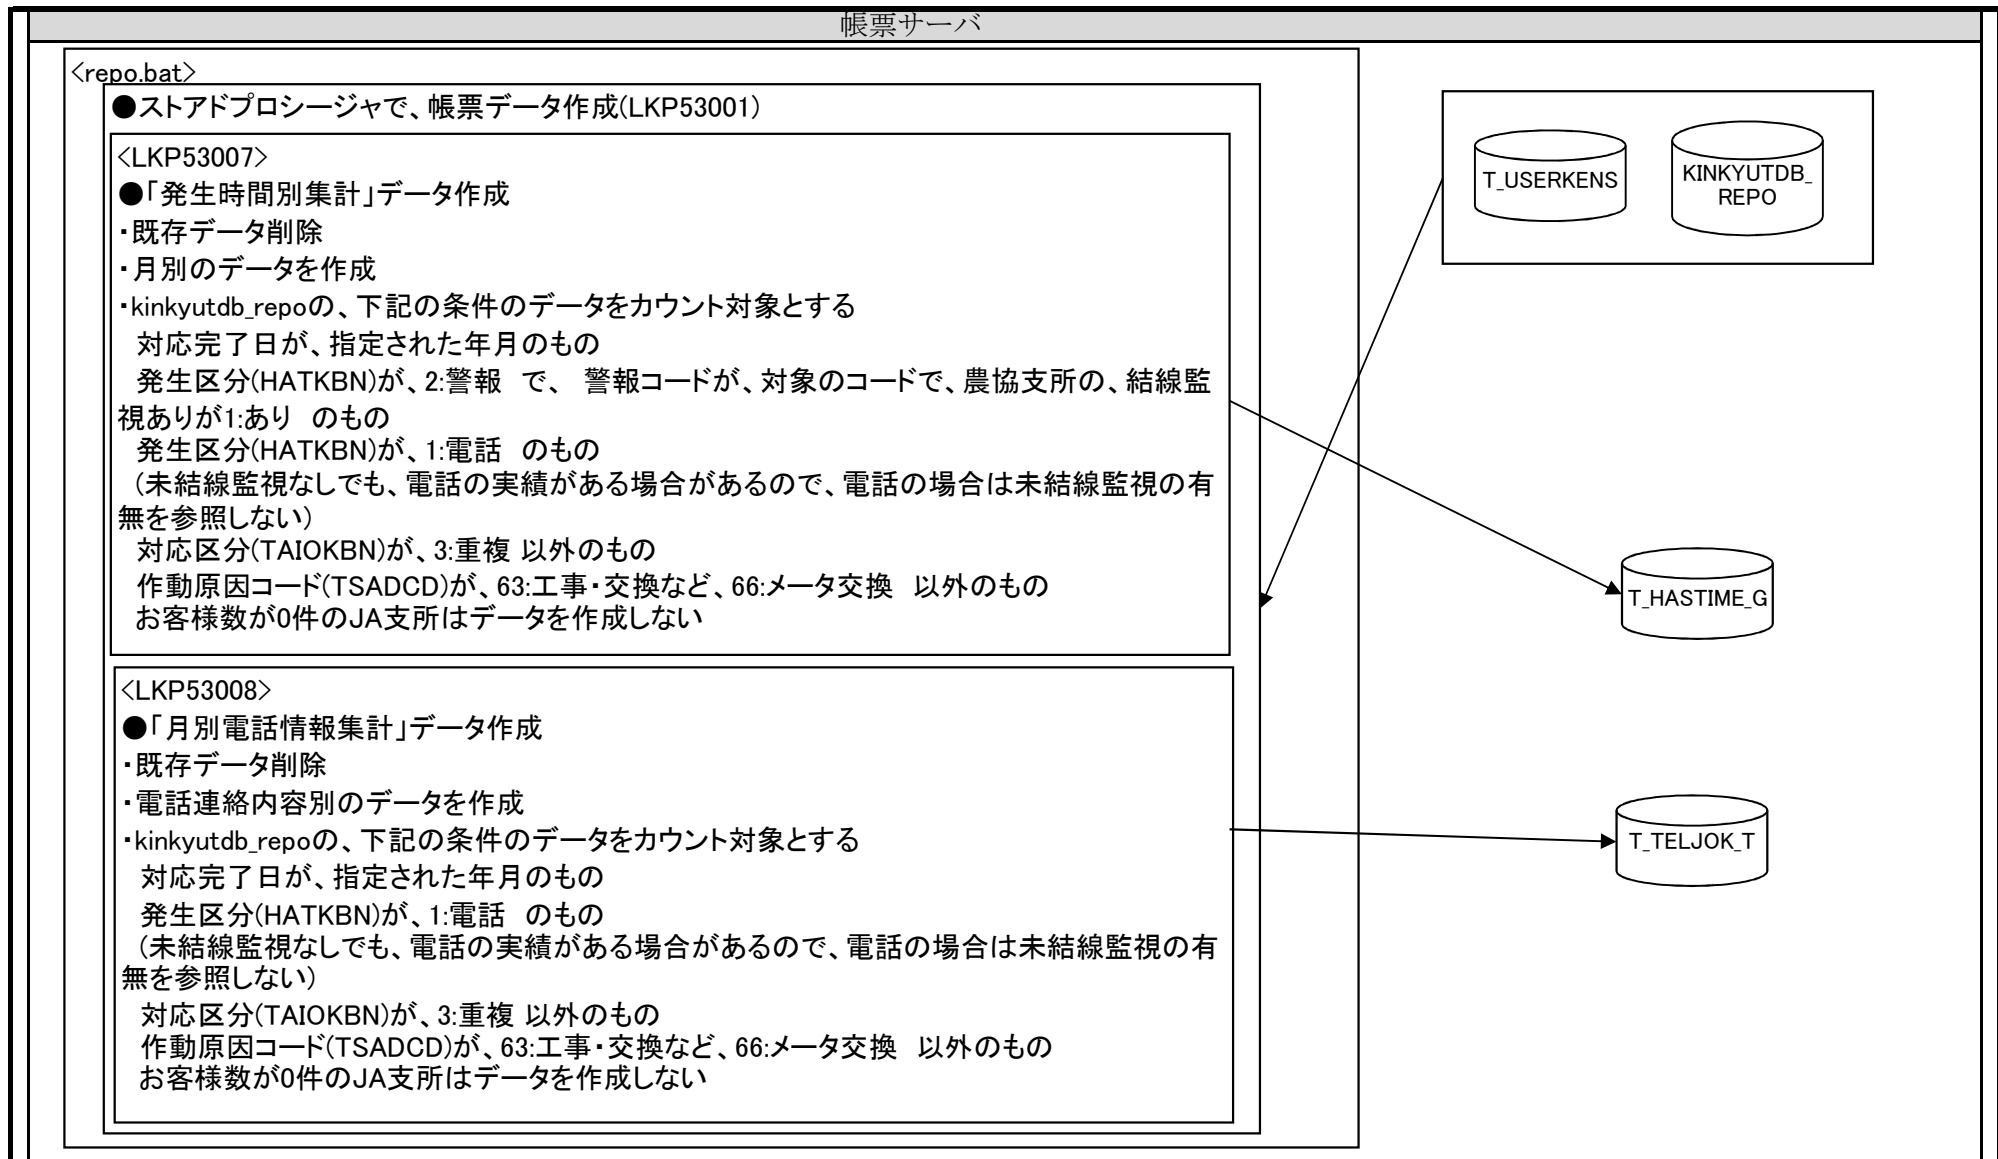 帳票サーバ
<repo.bat>
●ストアドプロシージャで、帳票データ作成(LKP53001)
<LKP53007>
●「発生時間別集計」データ作成
・既存データ削除
・月別のデータを作成
・kinkyutdb_repoの、下記の条件のデータをカウント対象とする
対応完了日が、指定された年月のもの
発生区分(HATKBN)が、2:警報　で、　警報コードが、対象のコードで、農協支所の、結線監
視ありが1:あり　のもの
発生区分(HATKBN)が、1:電話　のもの
（未結線監視なしでも、電話の実績がある場合があるので、電話の場合は未結線監視の有
無を参照しない）
対応区分(TAIOKBN)が、3:重複 以外のもの
作動原因コード(TSADCD)が、63:工事・交換など、66:メータ交換　以外のもの
お客様数が0件のJA支所はデータを作成しない
<LKP53008>
●「月別電話情報集計」データ作成
・既存データ削除
・電話連絡内容別のデータを作成
・kinkyutdb_repoの、下記の条件のデータをカウント対象とする
対応完了日が、指定された年月のもの
発生区分(HATKBN)が、1:電話　のもの
（未結線監視なしでも、電話の実績がある場合があるので、電話の場合は未結線監視の有
無を参照しない）
対応区分(TAIOKBN)が、3:重複 以外のもの
作動原因コード(TSADCD)が、63:工事・交換など、66:メータ交換　以外のもの
お客様数が0件のJA支所はデータを作成しない
T_USERKENS
KINKYUTDB_
REPO
T_HASTIME_G
T_TELJOK_T